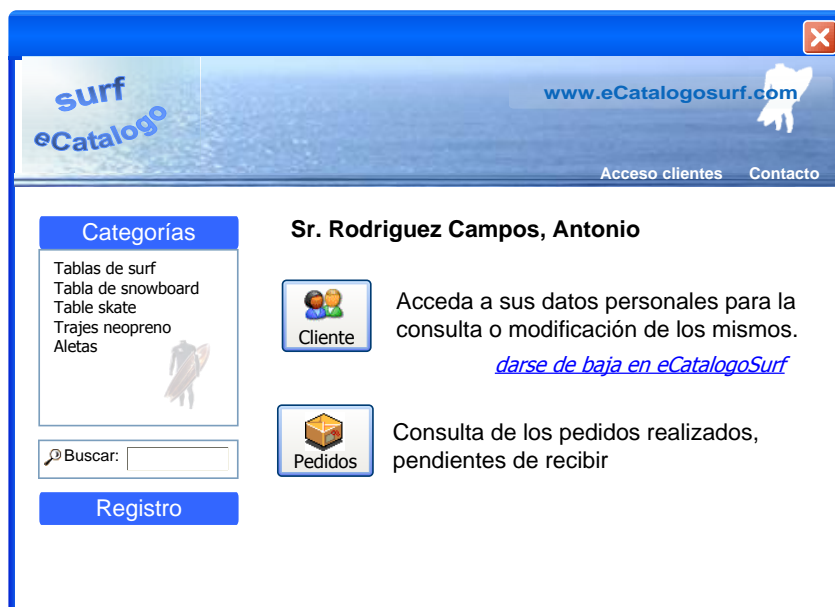 surf
eCatalogo
www.eCatalogosurf.com
Acceso clientes Contacto
Categorías
Tablas de surf
Tabla de snowboard
Table skate
Trajes neopreno
Aletas
Buscar:
Registro
Sr. Rodriguez Campos, Antonio
Cliente
Acceda a sus datos personales para la
consulta o modificación de los mismos.
darse de baja en eCatalogoSurf
Pedidos
Consulta de los pedidos realizados,
pendientes de recibir